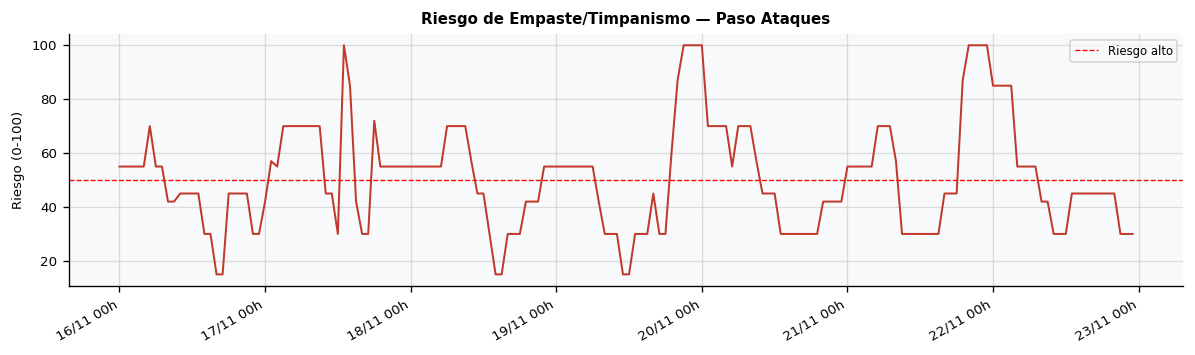 Riesgo de Empaste/Timpanismo — Paso Ataques
Riesgo (0-100)
100
80
60
40
20
Riesgo alto
16/11 00h
17/11 00h
18/11 00h
19/11 00h
20/11 00h
21/11 00h
22/11 00h
23/11 00h